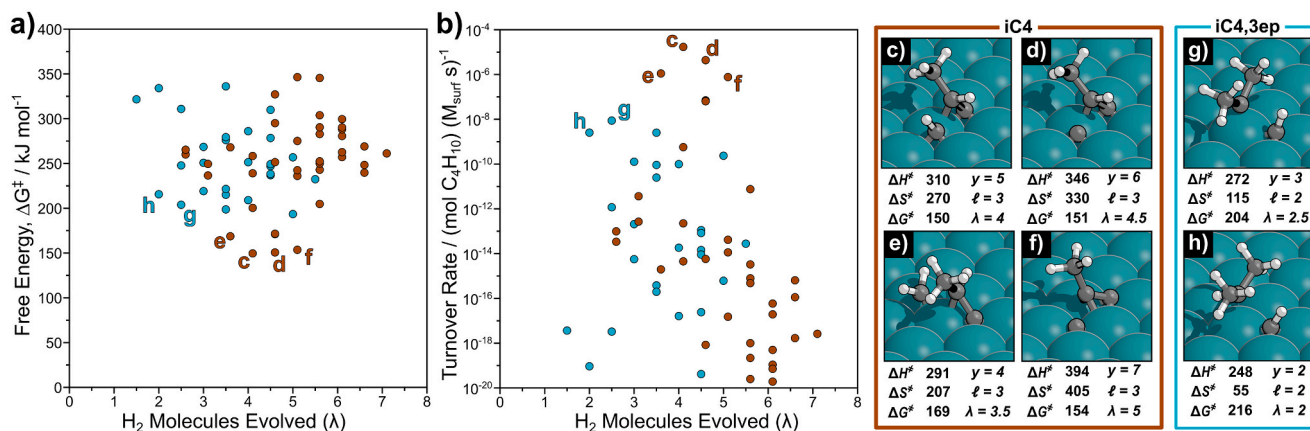 a)
Free Energy, ΔG‡ / kJ mol⁻¹
400
350
300
250
200
150
100
50
0
h
g
e
c
d
f
0 1 2 3 4 5 6 7 8
H₂ Molecules Evolved (λ)
b)
Turnover Rate / (mol C₄H₁₀) (M_surf s)⁻¹
10⁻⁴
10⁻⁶
10⁻⁸
10⁻¹⁰
10⁻¹²
10⁻¹⁴
10⁻¹⁶
10⁻¹⁸
10⁻²⁰
c
d
e
f
h
g
0 1 2 3 4 5 6 7 8
H₂ Molecules Evolved (λ)
iC4
c)
ΔH‡ 310 y = 5
ΔS‡ 270 ℓ = 3
ΔG‡ 150 λ = 4
d)
ΔH‡ 346 y = 6
ΔS‡ 330 ℓ = 3
ΔG‡ 151 λ = 4.5
e)
ΔH‡ 291 y = 4
ΔS‡ 207 ℓ = 3
ΔG‡ 169 λ = 3.5
f)
ΔH‡ 394 y = 7
ΔS‡ 405 ℓ = 3
ΔG‡ 154 λ = 5
iC4,3ep
g)
ΔH‡ 272 y = 3
ΔS‡ 115 ℓ = 2
ΔG‡ 204 λ = 2.5
h)
ΔH‡ 248 y = 2
ΔS‡ 55 ℓ = 2
ΔG‡ 216 λ = 2